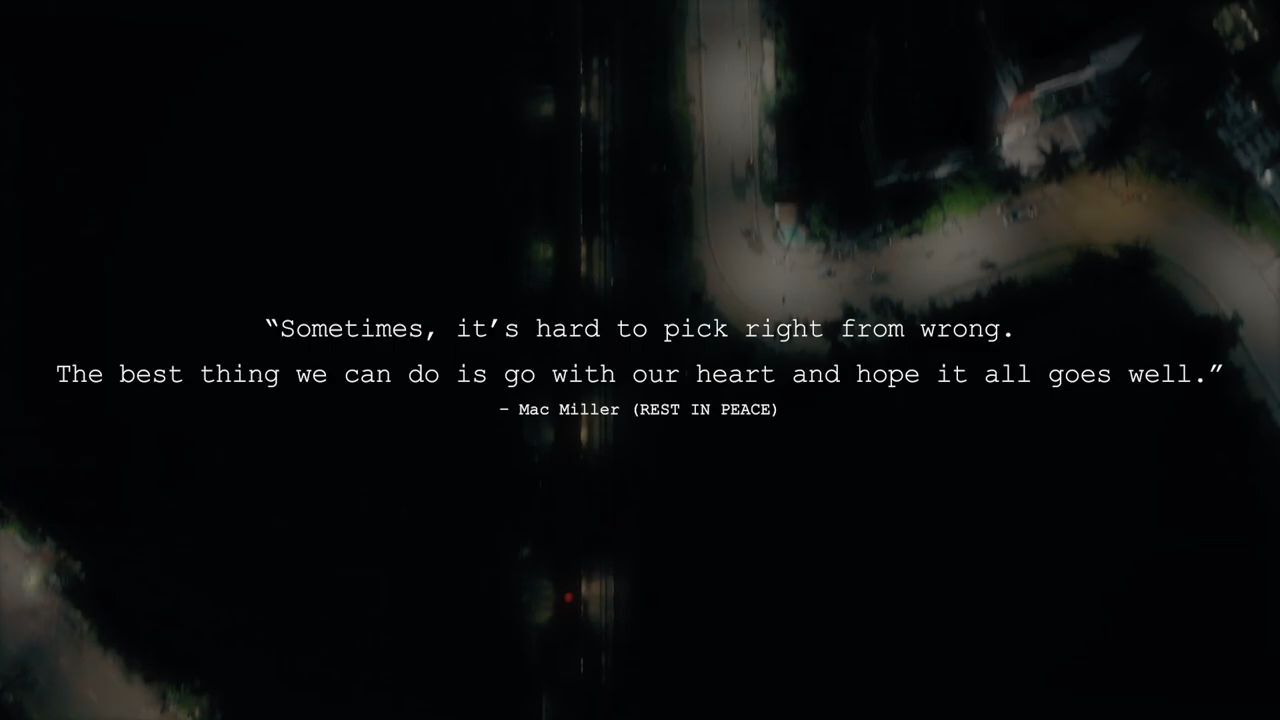 “Sometimes, it’s hard to pick right from wrong.
The best thing we can do is go with our heart and hope it all goes well.”
– Mac Miller (REST IN PEACE)